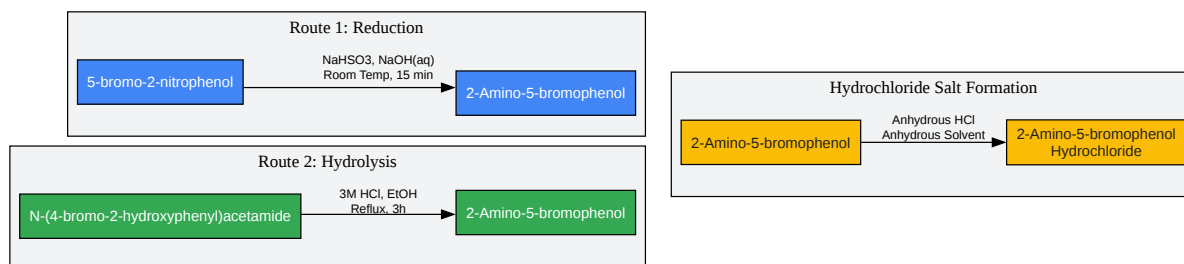 Route 1: Reduction
5-bromo-2-nitrophenol
NaHSO3, NaOH(aq)
Room Temp, 15 min
2-Amino-5-bromophenol
Route 2: Hydrolysis
N-(4-bromo-2-hydroxyphenyl)acetamide
3M HCl, EtOH
Reflux, 3h
2-Amino-5-bromophenol
Hydrochloride Salt Formation
2-Amino-5-bromophenol
Anhydrous HCl
Anhydrous Solvent
2-Amino-5-bromophenol
Hydrochloride